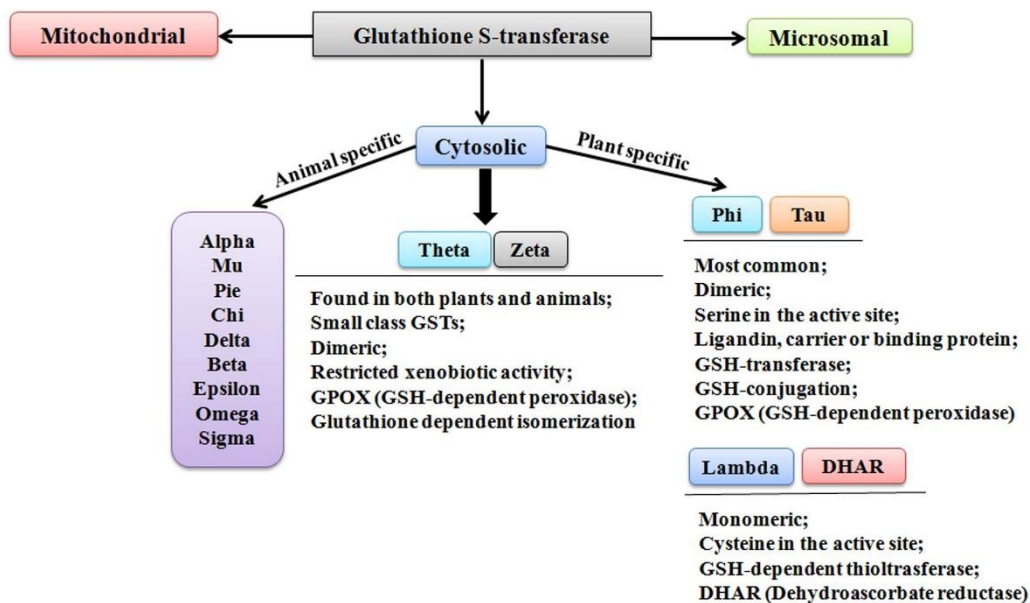 Mitochondrial
Glutathione S-transferase
Microsomal
Animal specific
Cytosolic
Plant specific
Alpha
Mu
Pie
Chi
Delta
Beta
Epsilon
Omega
Sigma
Theta
Zeta
Found in both plants and animals;
Small class GSTs;
Dimeric;
Restricted xenobiotic activity;
GPOX (GSH-dependent peroxidase);
Glutathione dependent isomerization
Phi
Tau
Most common;
Dimeric;
Serine in the active site;
Ligandin, carrier or binding protein;
GSH-transferase;
GSH-conjugation;
GPOX (GSH-dependent peroxidase)
Lambda
DHAR
Monomeric;
Cysteine in the active site;
GSH-dependent thioltrasferase;
DHAR (Dehydroascorbate reductase)